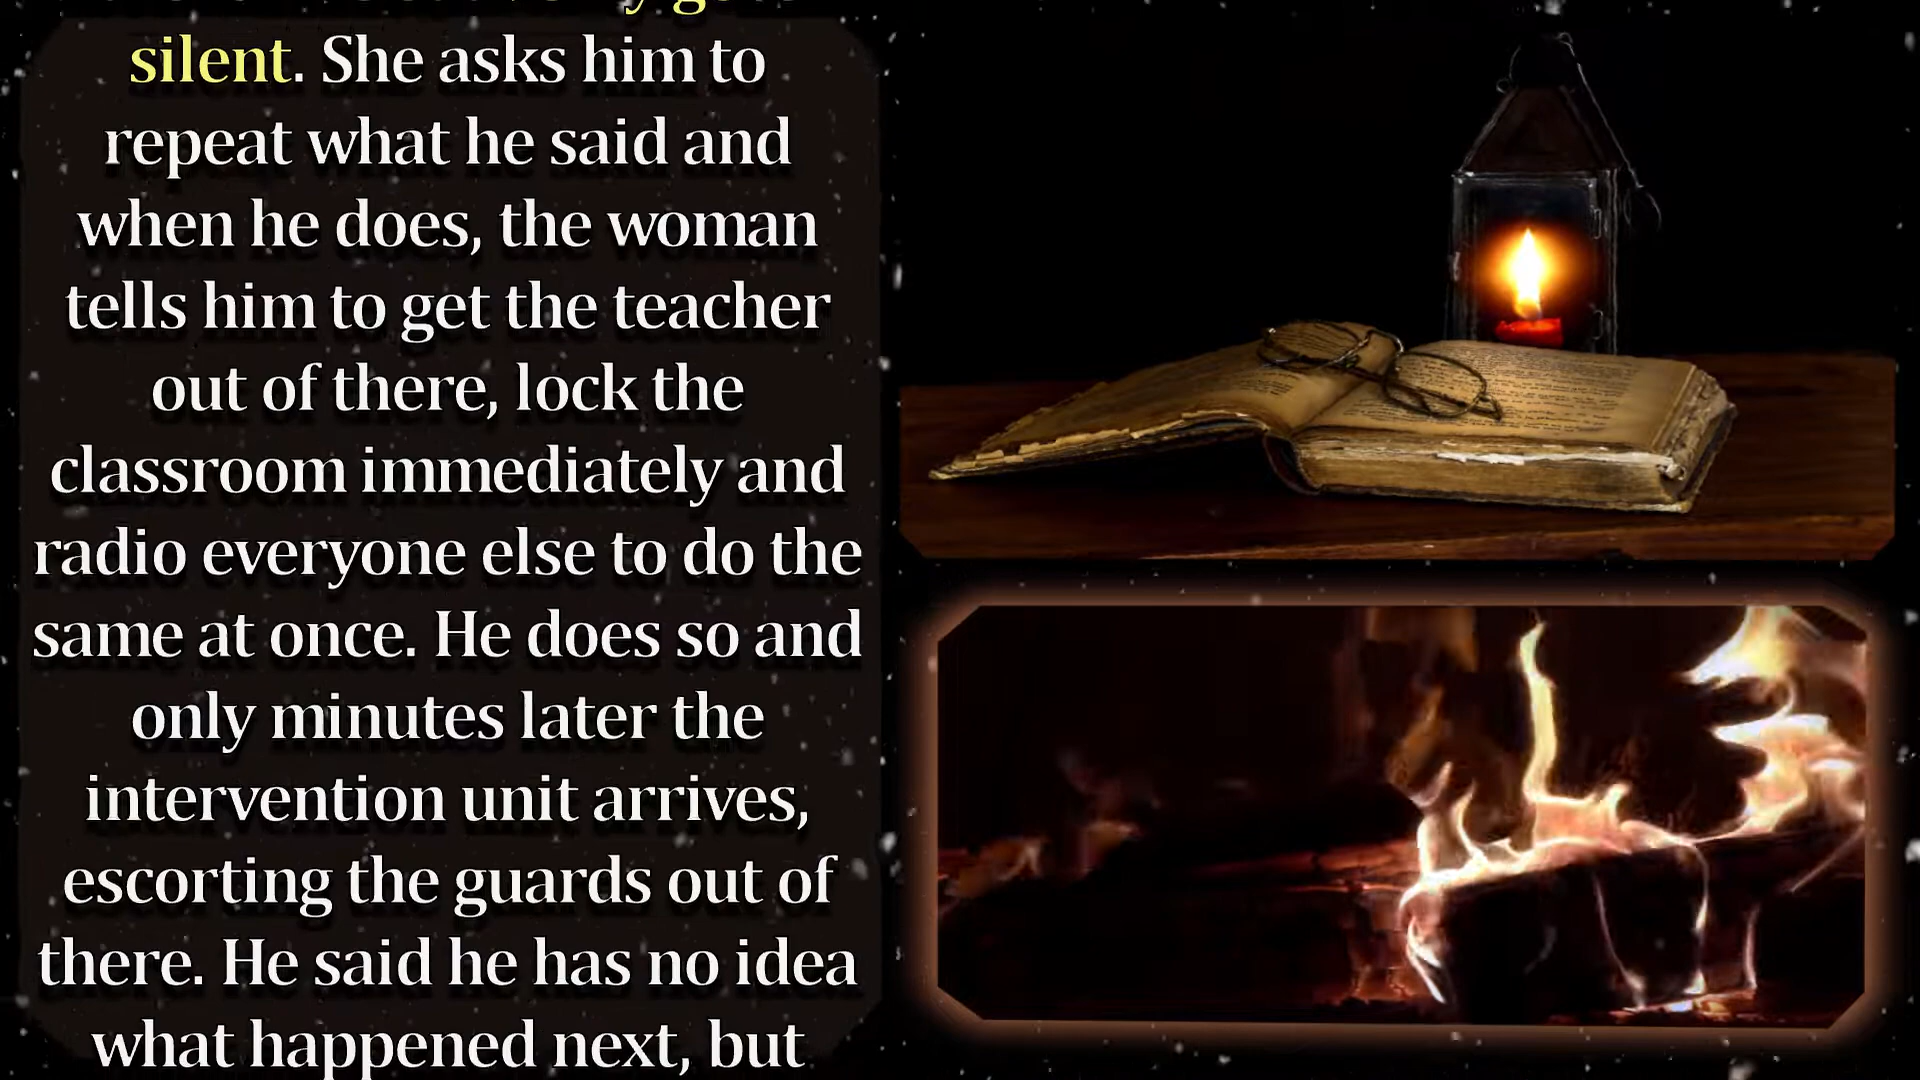 silent. She asks him to
repeat what he said and
when he does, the woman
tells him to get the teacher
out of there, lock the
classroom immediately and
radio everyone else to do the
same at once. He does so and
only minutes later the
intervention unit arrives,
escorting the guards out of
there. He said he has no idea
what happened next, but